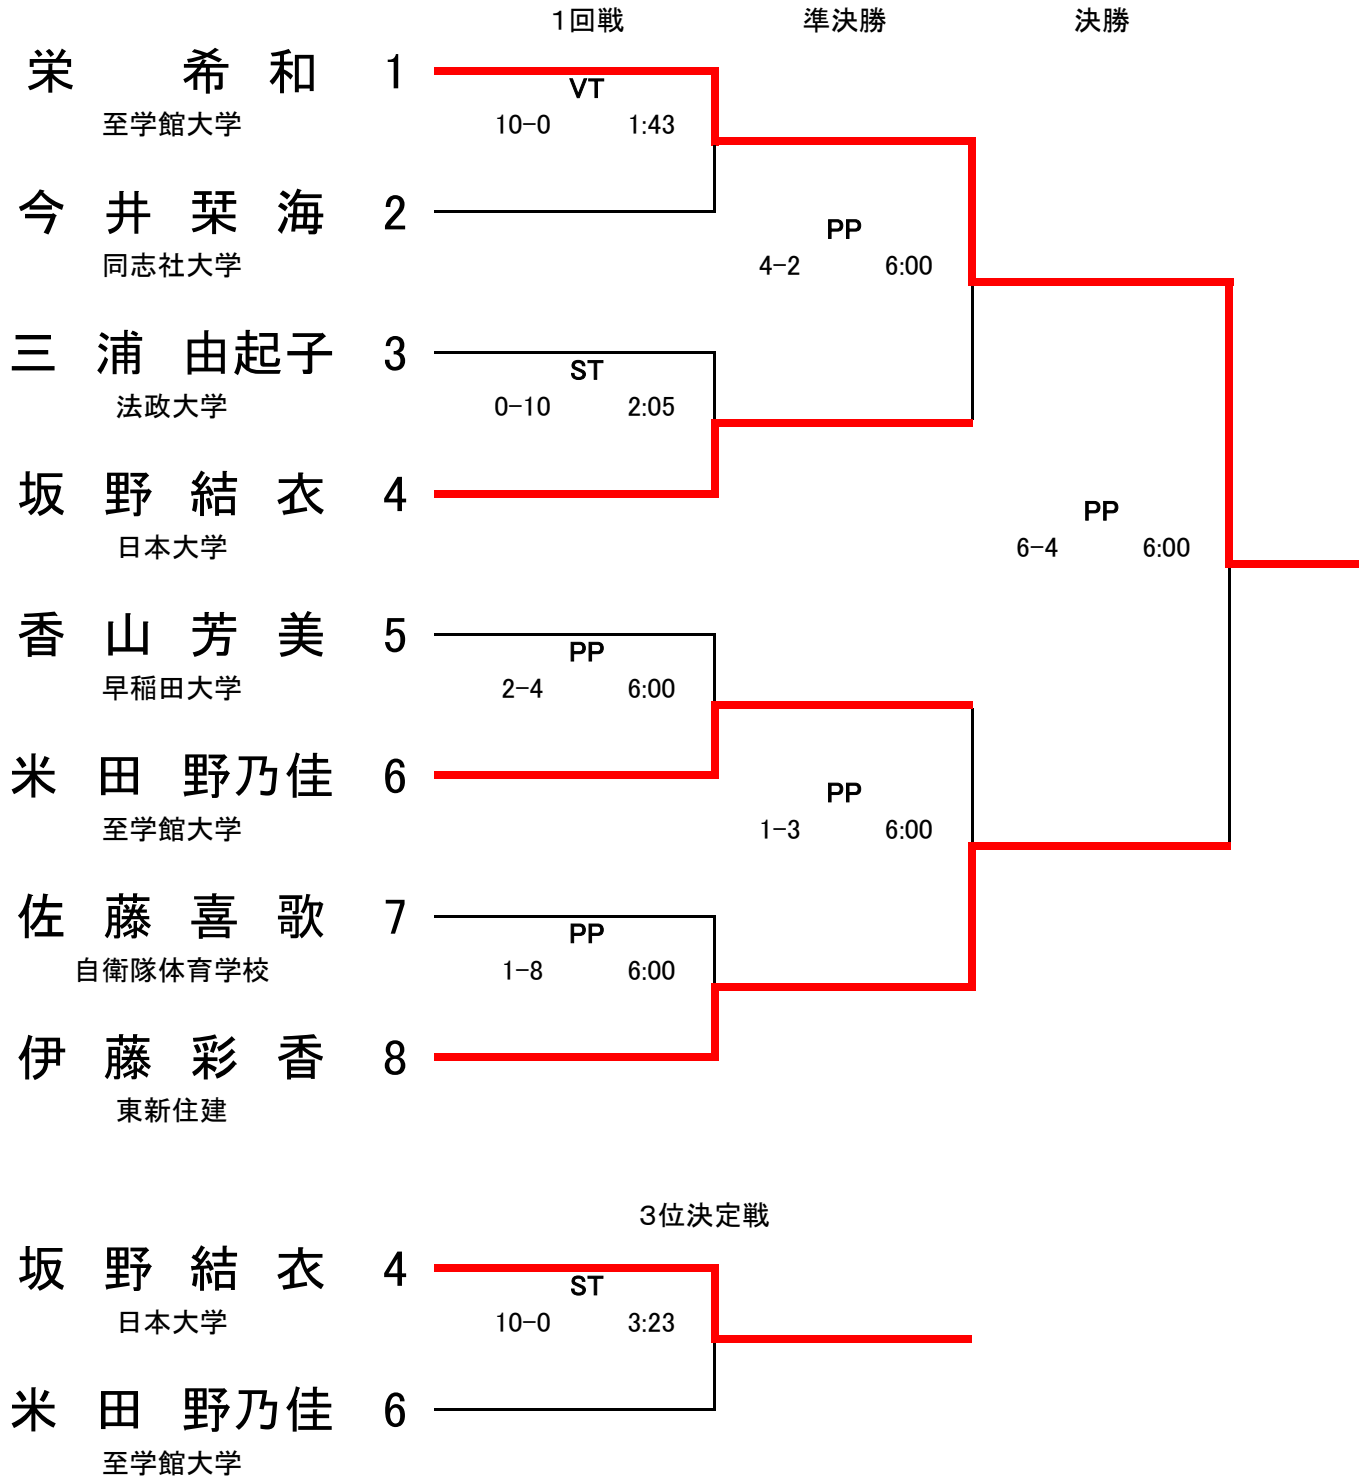 1回戦 準決勝 決勝
栄 希和 1
VT
至学館大学 10-0 1:43
今井栞海 2
PP
同志社大学 4-2 6:00
三浦由起子 3
ST
法政大学 0-10 2:05
坂野結衣 4
PP
日本大学 6-4 6:00
香山芳美 5
PP
早稲田大学 2-4 6:00
米田野乃佳 6
PP
至学館大学 1-3 6:00
佐藤喜歌 7
PP
自衛隊体育学校 1-8 6:00
伊藤彩香 8
東新住建
3位決定戦
坂野結衣 4
ST
日本大学 10-0 3:23
米田野乃佳 6
至学館大学